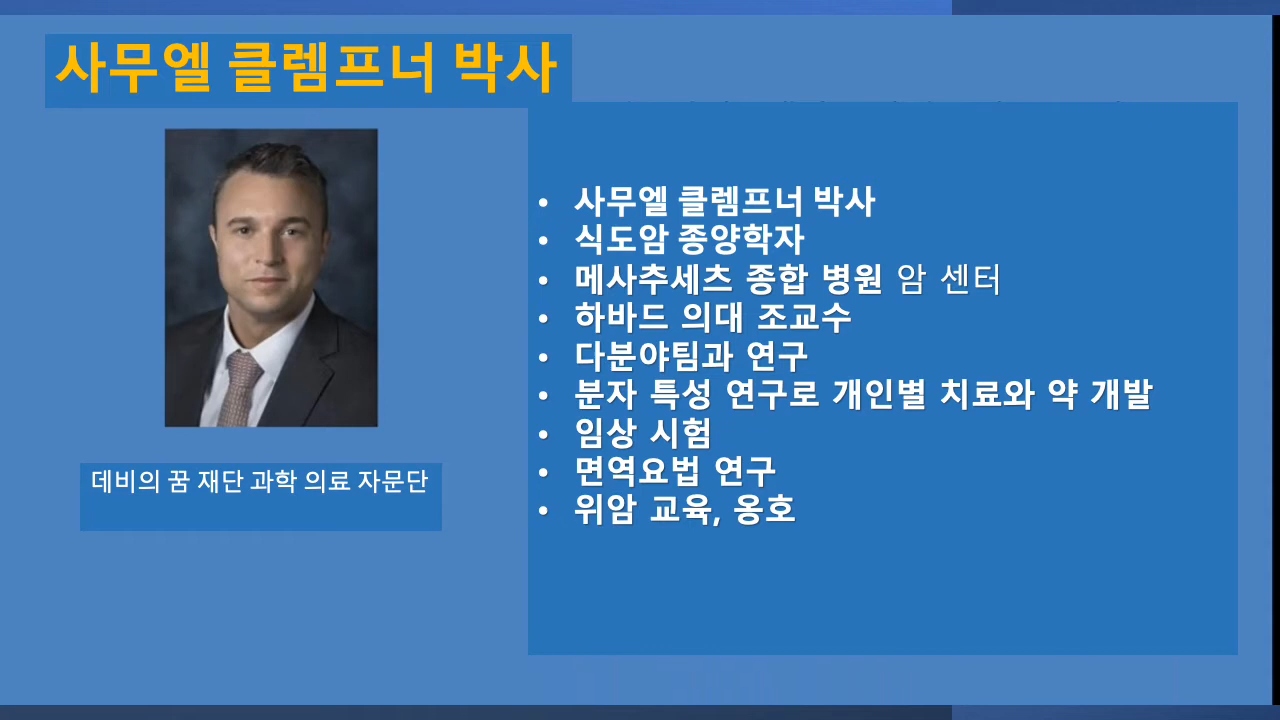 사무엘 클렘프너 박사
• 사무엘 클렘프너 박사
• 식도암 종양학자
• 메사추세츠 종합 병원 암 센터
• 하바드 의대 조교수
• 다분야팀과 연구
• 분자 특성 연구로 개인별 치료와 약 개발
• 임상 시험
• 면역요법 연구
• 위암 교육, 옹호
데비의 꿈 재단 과학 의료 자문단